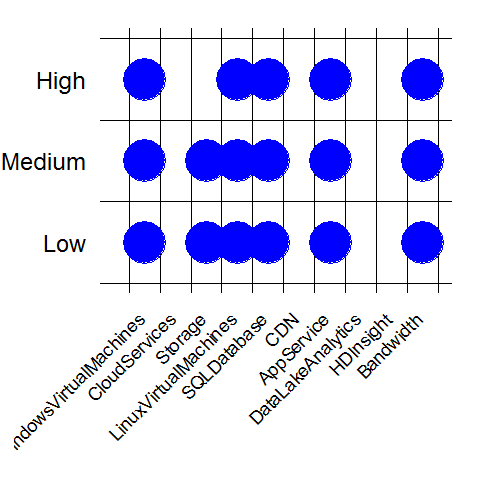 High
Medium
Low
ndowsVirtualMachines
CloudServices
Storage
LinuxVirtualMachines
SQLDatabase
CDN
AppService
DataLakeAnalytics
HDInsight
Bandwidth